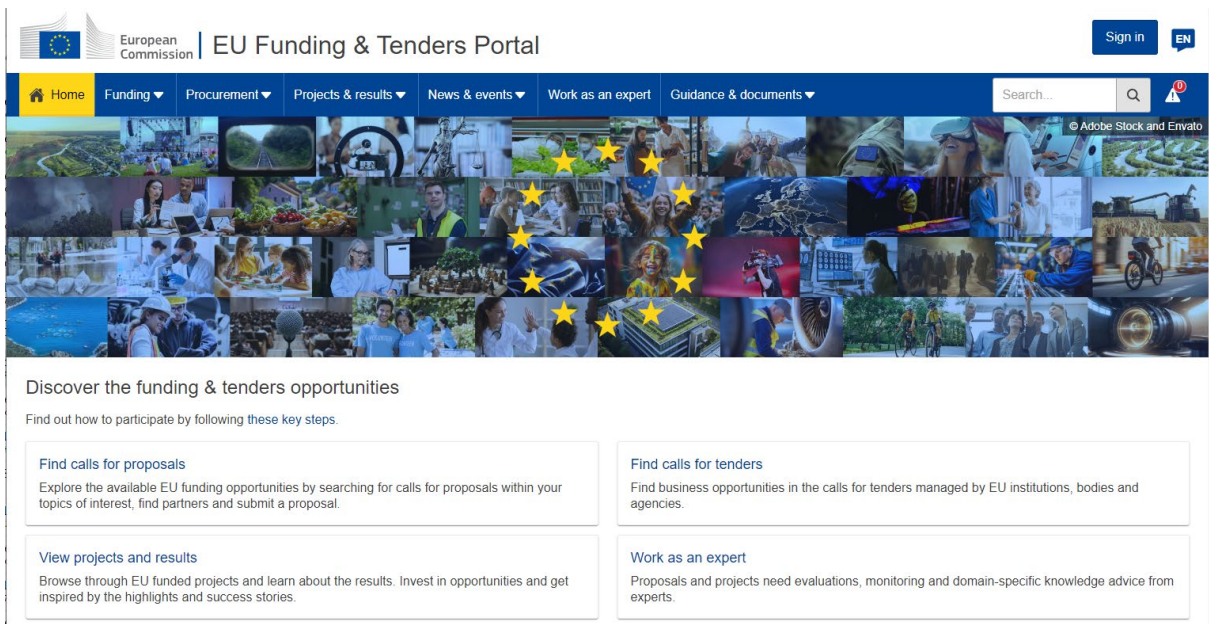 European
Commission
EU Funding & Tenders Portal
Sign in
EN
Home
Funding
Procurement
Projects & results
News & events
Work as an expert
Guidance & documents
Search...
0
© Adobe Stock and Envato
Discover the funding & tenders opportunities
Find out how to participate by following these key steps.
Find calls for proposals
Explore the available EU funding opportunities by searching for calls for proposals within your
topics of interest, find partners and submit a proposal.
Find calls for tenders
Find business opportunities in the calls for tenders managed by EU institutions, bodies and
agencies.
View projects and results
Browse through EU funded projects and learn about the results. Invest in opportunities and get
inspired by the highlights and success stories.
Work as an expert
Proposals and projects need evaluations, monitoring and domain-specific knowledge advice from
experts.